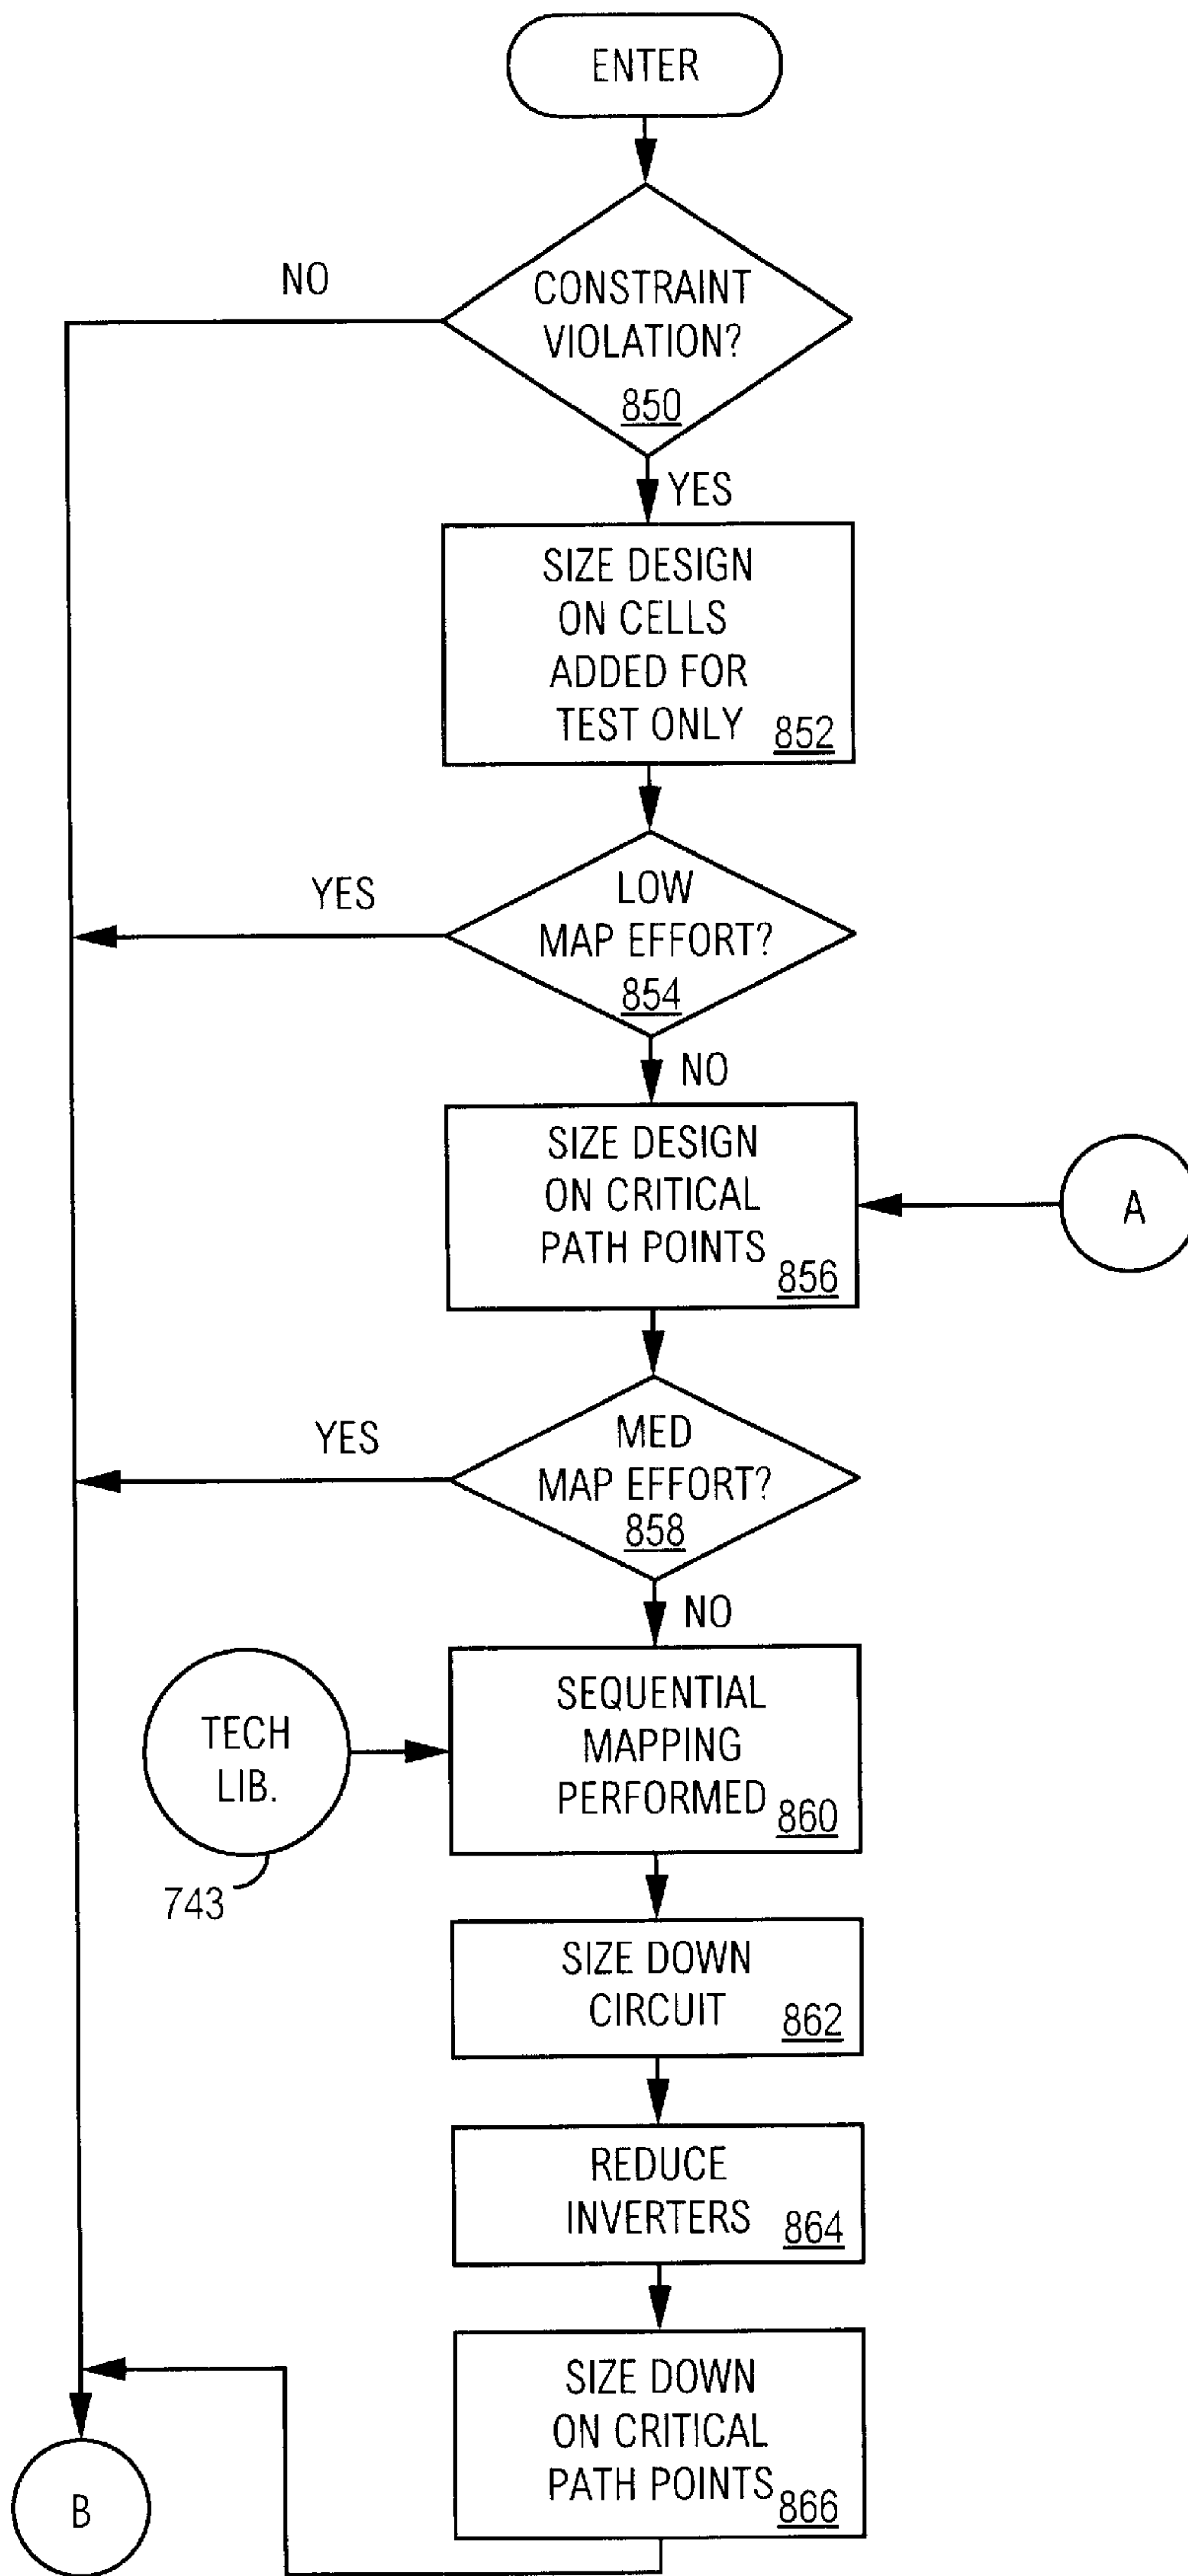 ENTER
NO
CONSTRAINT
VIOLATION?
850
YES
SIZE DESIGN
ON CELLS
ADDED FOR
TEST ONLY
852
YES
LOW
MAP EFFORT?
854
NO
SIZE DESIGN
ON CRITICAL
PATH POINTS
856
A
YES
MED
MAP EFFORT?
858
NO
TECH
LIB.
743
SEQUENTIAL
MAPPING
PERFORMED
860
SIZE DOWN
CIRCUIT
862
REDUCE
INVERTERS
864
SIZE DOWN
ON CRITICAL
PATH POINTS
866
B